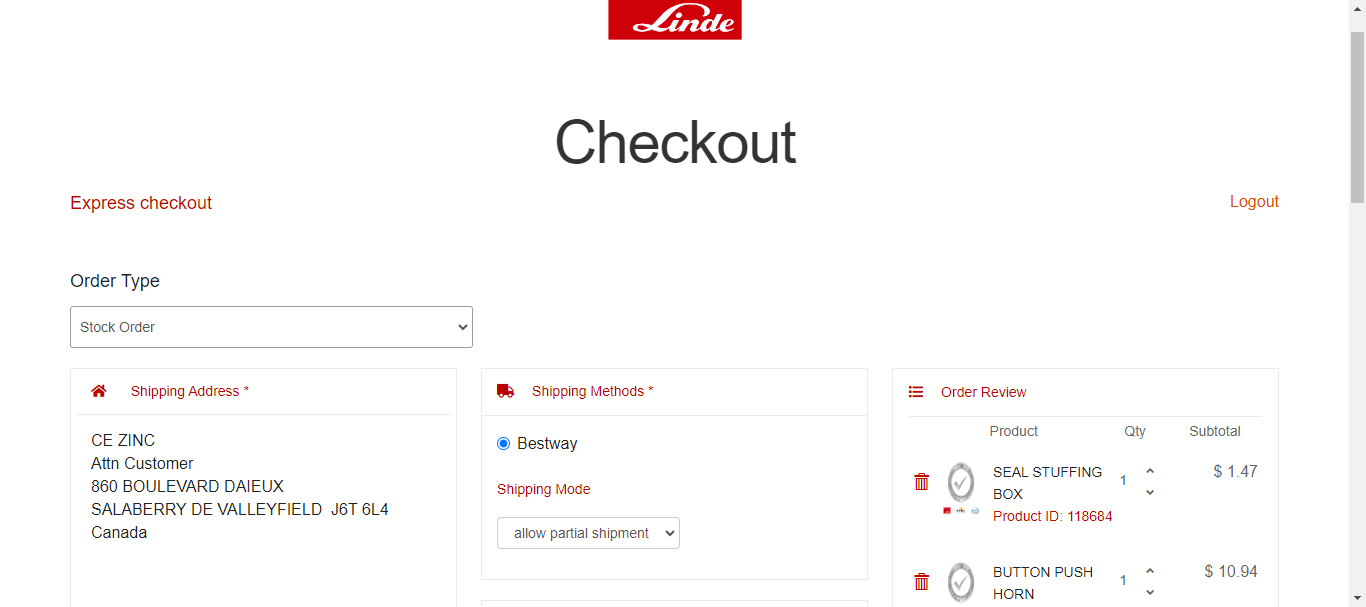 Linde
Checkout
Express checkout
Logout
Order Type
Stock Order
Shipping Address *
CE ZINC
Attn Customer
860 BOULEVARD DAIEUX
SALABERRY DE VALLEYFIELD  J6T 6L4
Canada
Shipping Methods *
Bestway
Shipping Mode
allow partial shipment
Order Review
Product Qty Subtotal
SEAL STUFFING
BOX
Product ID: 118684
1
$ 1.47
BUTTON PUSH
HORN
1
$ 10.94